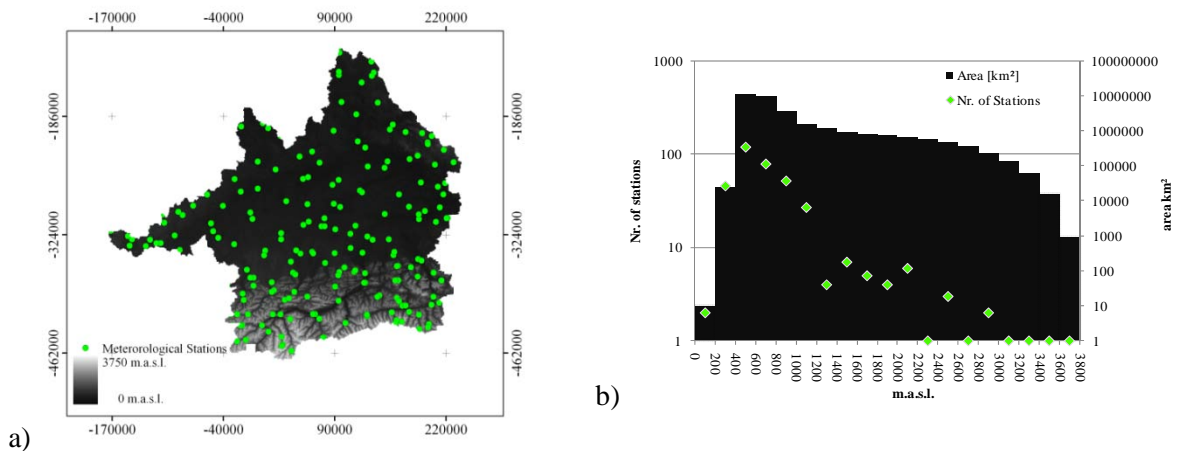 -170000 -40000 90000 220000
-186000 -186000
-324000 -324000
-462000 -462000
Meterorological Stations
3750 m.a.s.l.
0 m.a.s.l.
-170000 -40000 90000 220000
a)
1000 100000000
Area [km²]
Nr. of Stations
10000000
1000000
100 100000
10000
10 1000
100
10
1 1
Nr. of stations
area km²
0 200 400 600 800 1000 1200 1400 1600 1800 2000 2200 2400 2600 2800 3000 3200 3400 3600 3800
m.a.s.l.
b)